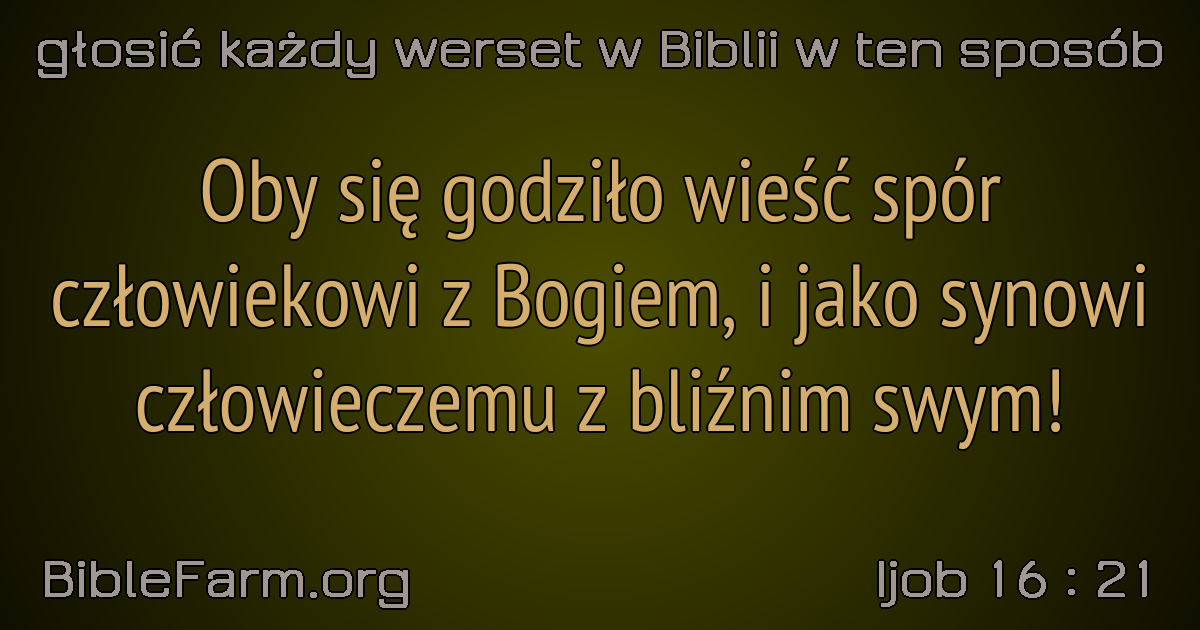 głosić każdy werset w Biblii w ten sposób
Oby się godziło wieść spór
człowiekowi z Bogiem, i jako synowi
człowieczemu z bliźnim swym!
BibleFarm.org
Ijob 16 : 21